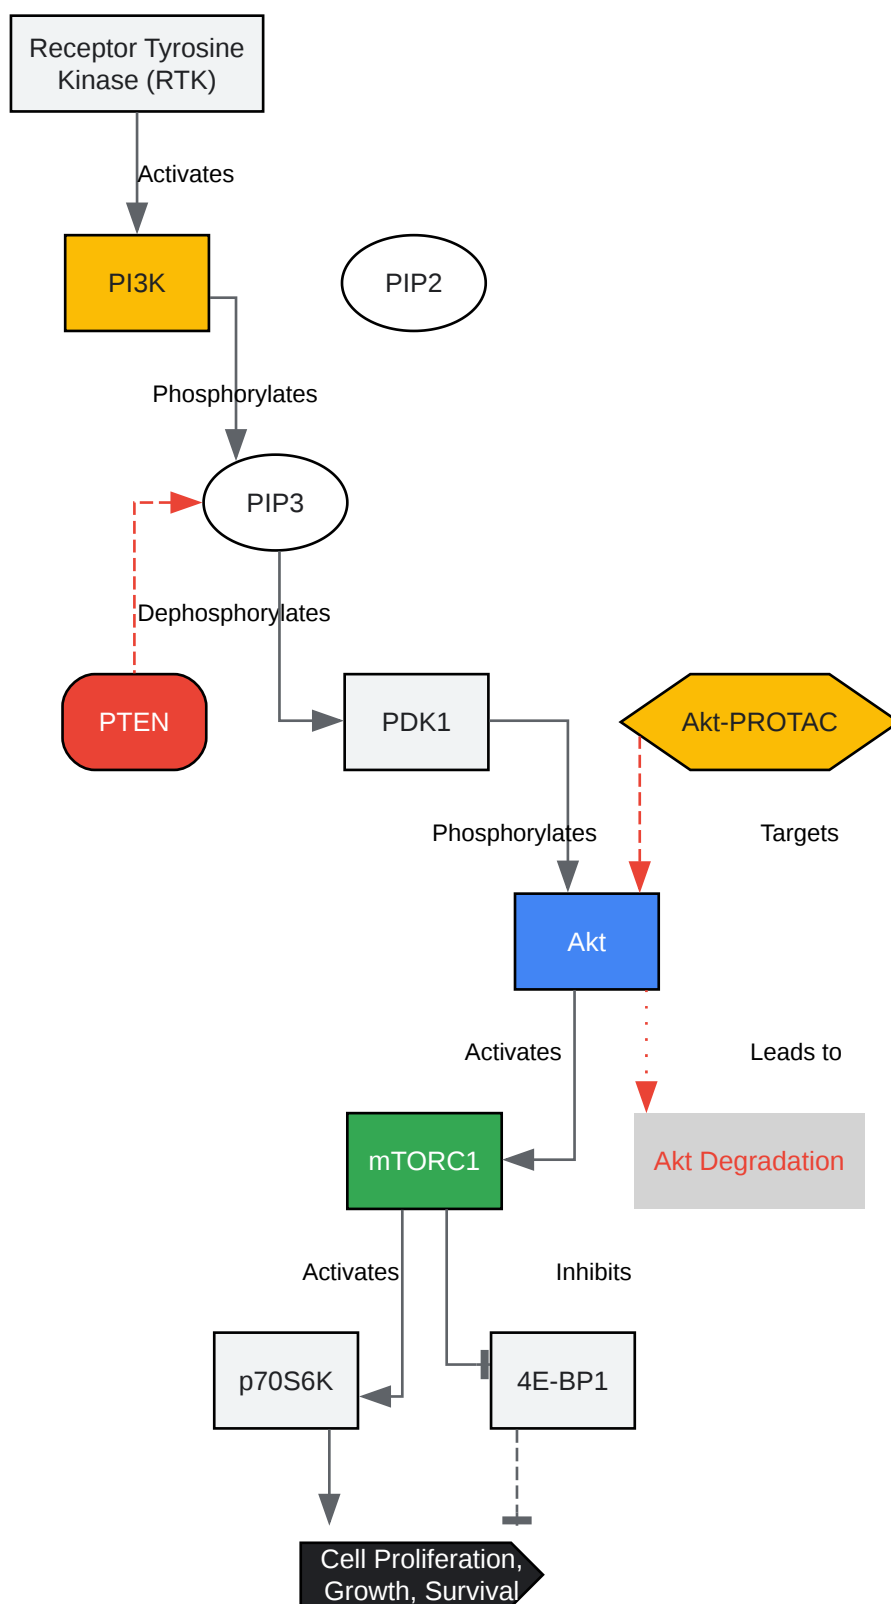 Receptor Tyrosine
Kinase (RTK)
Activates
PI3K
PIP2
Phosphorylates
PIP3
Dephosphorylates
PTEN
PDK1
Akt-PROTAC
Phosphorylates
Targets
Akt
Activates
Leads to
mTORC1
Akt Degradation
Activates
Inhibits
p70S6K
4E-BP1
Cell Proliferation,
Growth, Survival